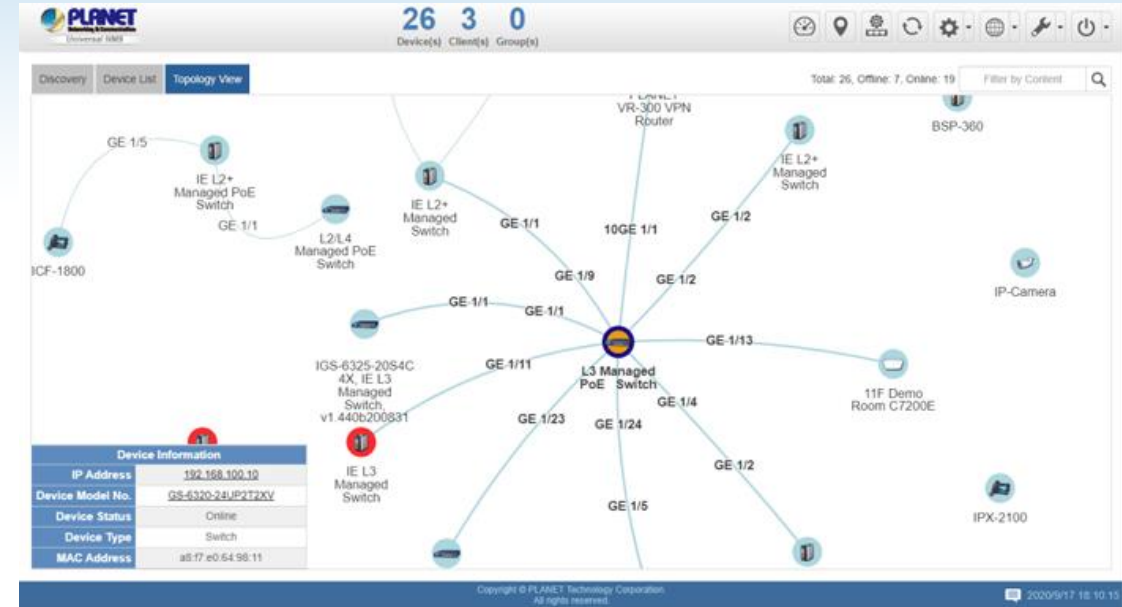 PLANET
Networking & Communication
Universal NMS
26 3 0
Device(s) Client(s) Group(s)
Discovery Device List Topology View
Total: 26, Offline: 7, Online: 19
Filter by Content
VR-300 VPN
Router
BSP-360
GE 1/5
IE L2+
Managed PoE
Switch
GE 1/1
ICF-1800
L2/L4
Managed PoE
Switch
IE L2+
Managed
Switch
IE L2+
Managed
Switch
GE 1/1
10GE 1/1
GE 1/2
GE 1/9
GE 1/2
IP-Camera
GE 1/1
GE 1/1
GE 1/13
IGS-6325-20S4C
4X, IE L3
Managed
Switch,
v1.440b200831
GE 1/11
L3 Managed
PoE Switch
11F Demo
Room C7200E
GE 1/4
GE 1/23
GE 1/24
IE L3
Managed
Switch
GE 1/2
GE 1/5
IPX-2100
Device Information
IP Address 192.168.100.10
Device Model No. GS-6320-24UP2T2XV
Device Status Online
Device Type Switch
MAC Address a8:f7:e0:64:98:11
Copyright © PLANET Technology Corporation.
All rights reserved.
2020/9/17 18:10:15